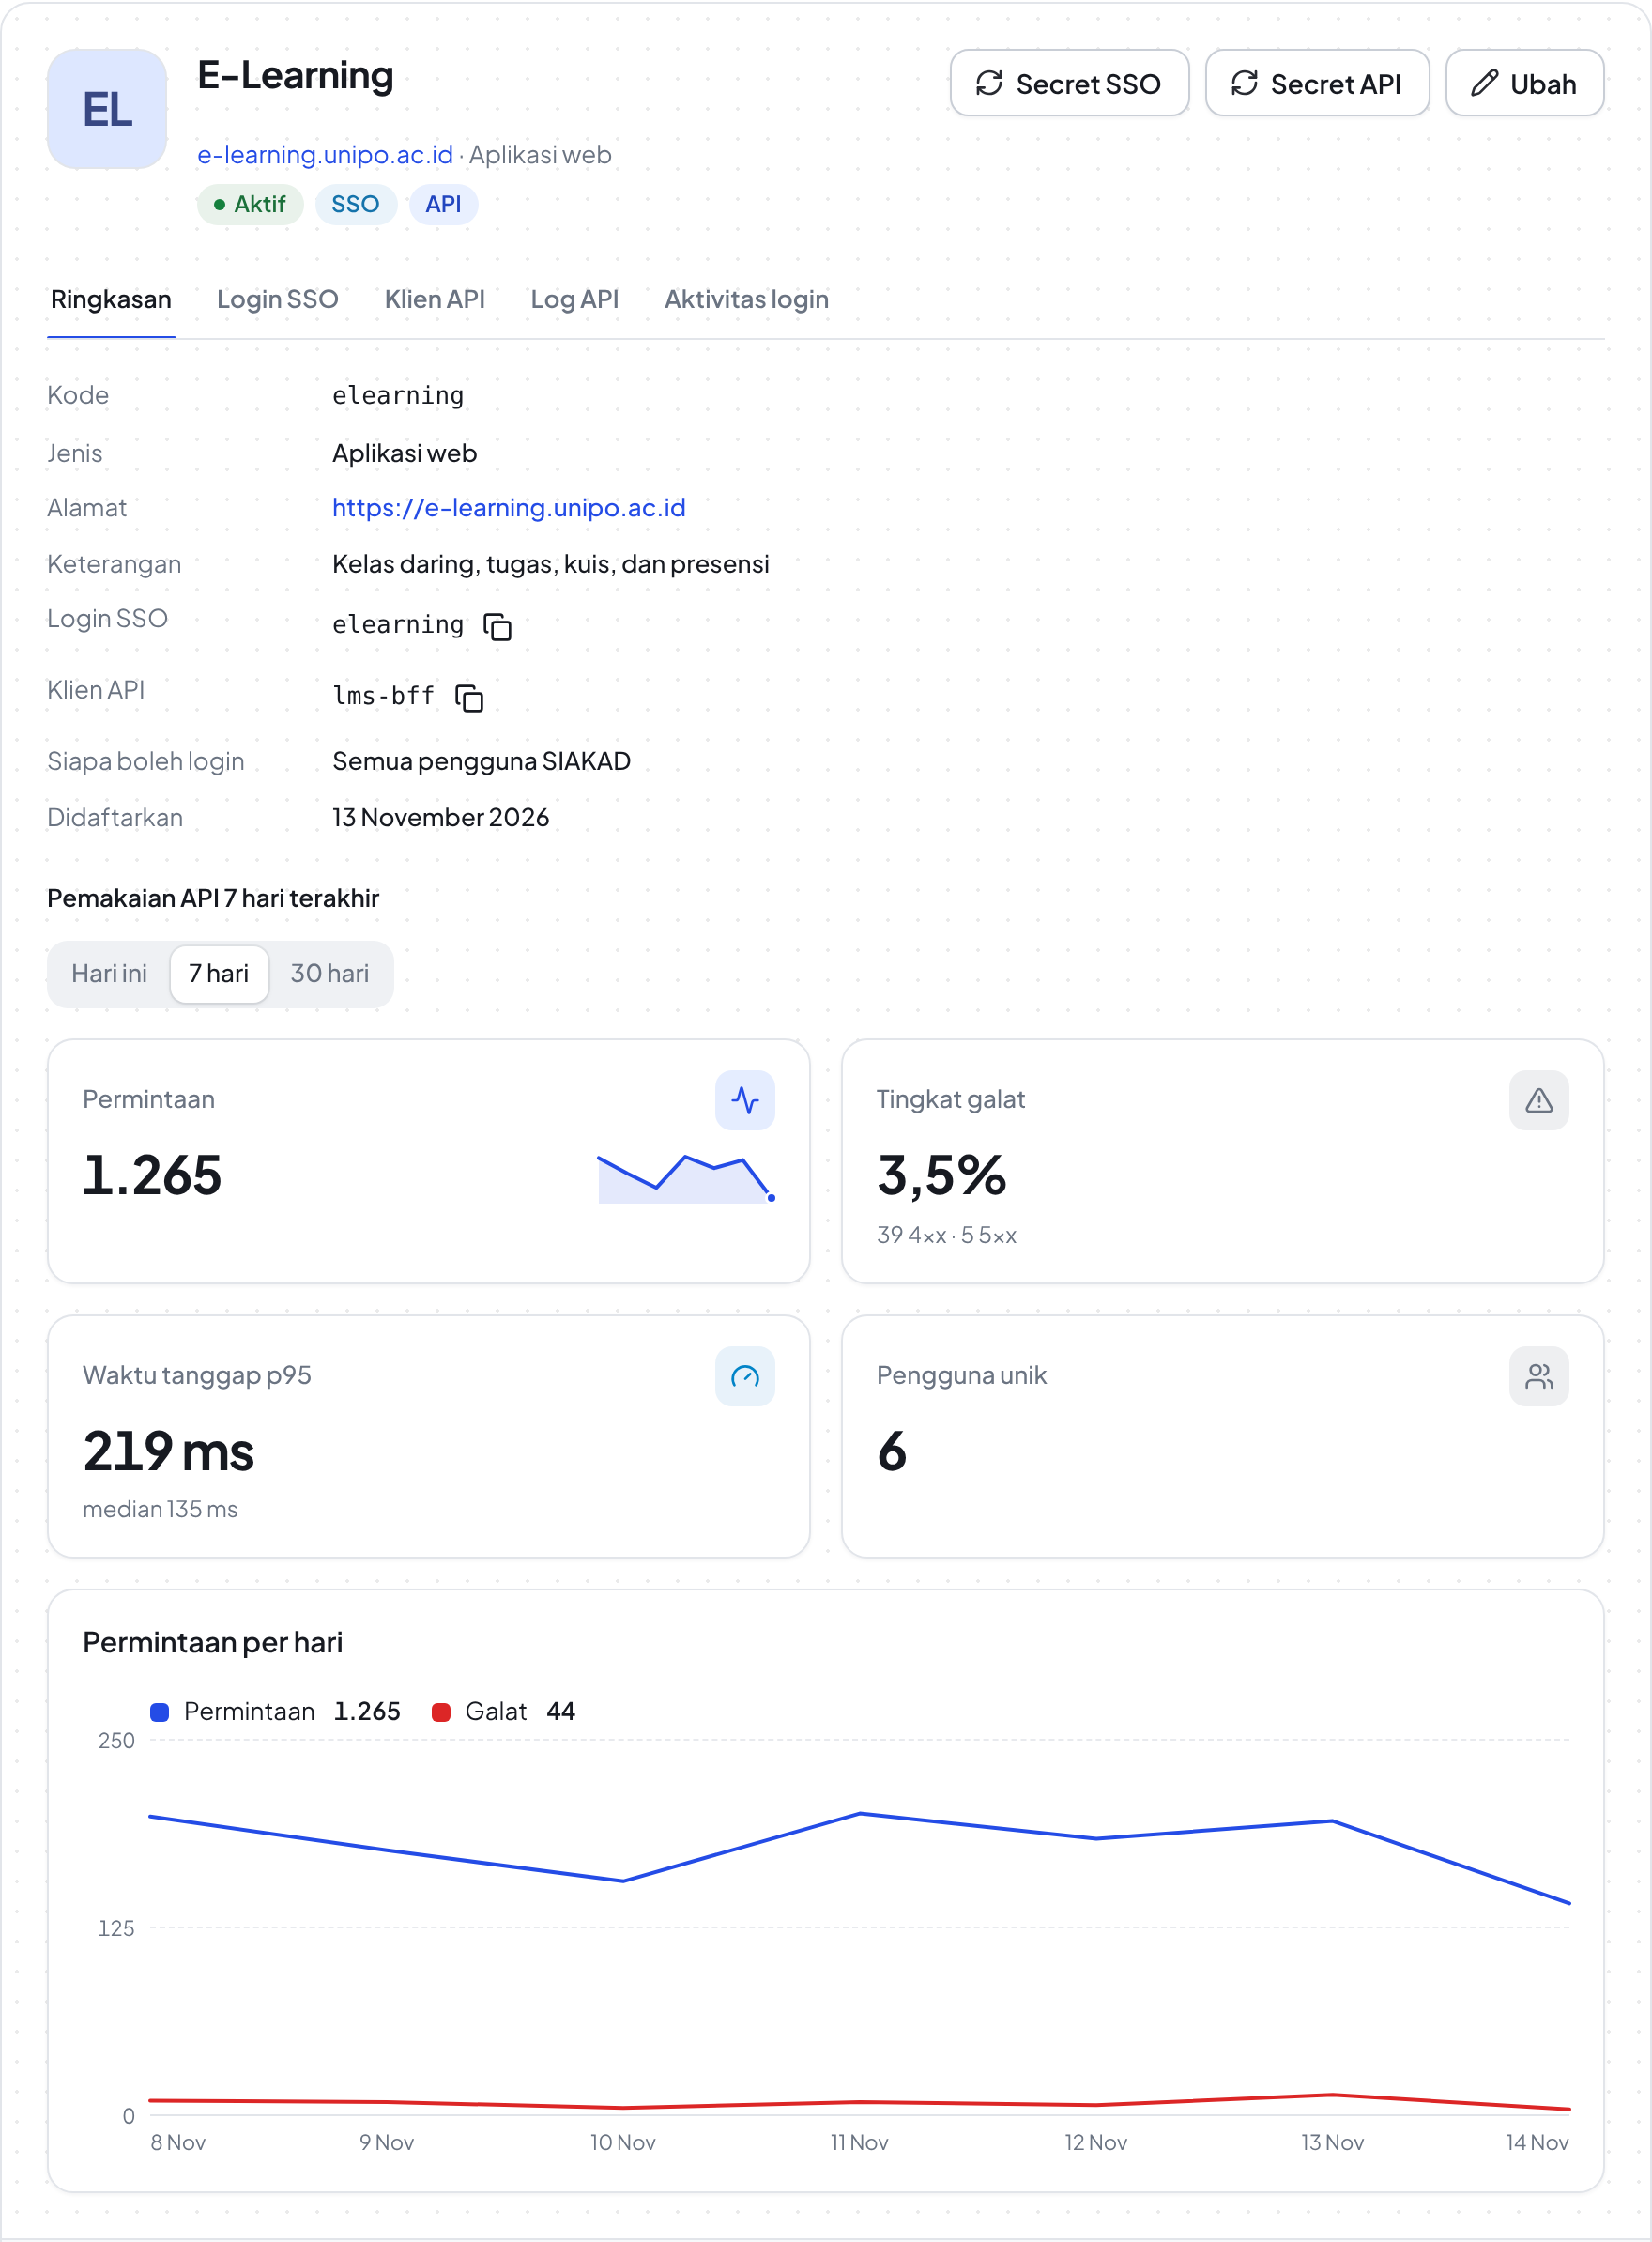 EL
E-Learning
Secret SSO
Secret API
Ubah
e-learning.unipo.ac.id · Aplikasi web
Aktif
SSO
API
Ringkasan
Login SSO
Klien API
Log API
Aktivitas login
Kode
elearning
Jenis
Aplikasi web
Alamat
https://e-learning.unipo.ac.id
Keterangan
Kelas daring, tugas, kuis, dan presensi
Login SSO
elearning
Klien API
lms-bff
Siapa boleh login
Semua pengguna SIAKAD
Didaftarkan
13 November 2026
Pemakaian API 7 hari terakhir
Hari ini
7 hari
30 hari
Permintaan
1.265
Tingkat galat
3,5%
39 4xx · 5 5xx
Waktu tanggap p95
219 ms
median 135 ms
Pengguna unik
6
Permintaan per hari
Permintaan 1.265
Galat 44
250
125
0
8 Nov
9 Nov
10 Nov
11 Nov
12 Nov
13 Nov
14 Nov